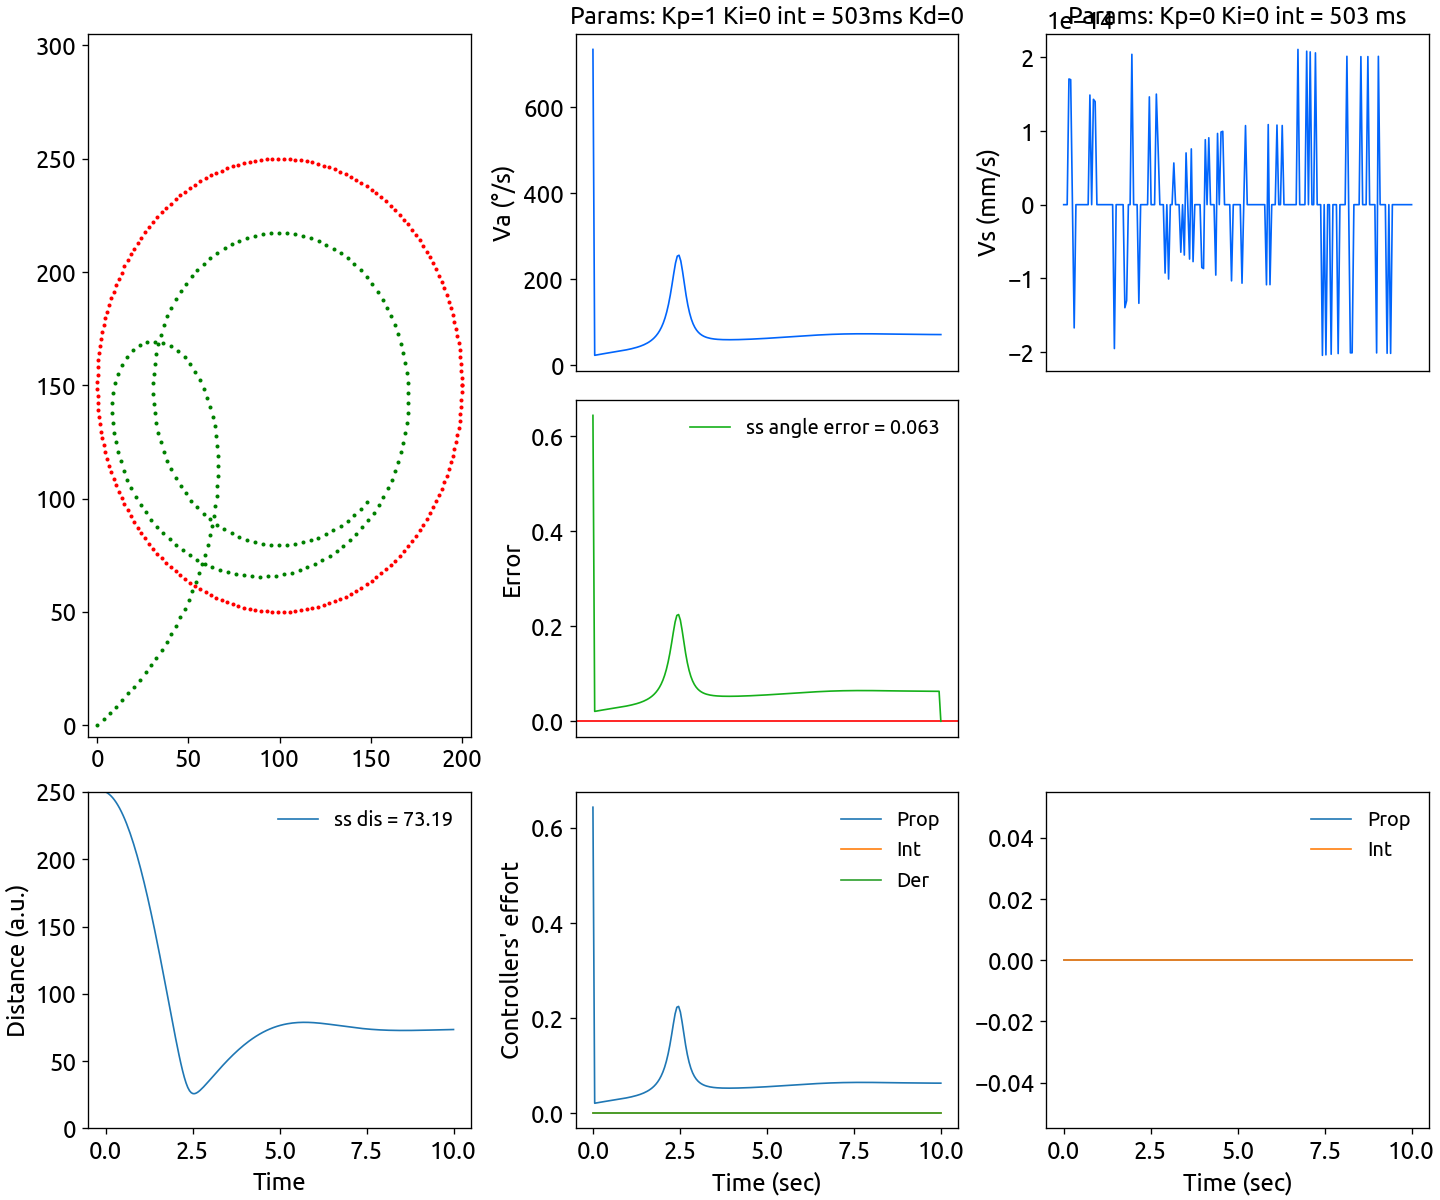 Params: Kp=1 Ki=0 int = 503ms Kd=0
1e−14
Params: Kp=0 Ki=0 int = 503 ms
300
250
200
150
100
50
0
0 50 100 150 200
Va (°/s)
600
400
200
0
Vs (mm/s)
2
1
0
−1
−2
Error
0.6
0.4
0.2
0.0
ss angle error = 0.063
Distance (a.u.)
250
200
150
100
50
0
ss dis = 73.19
0.0 2.5 5.0 7.5 10.0
Time
Controllers' effort
0.6
0.4
0.2
0.0
Prop
Int
Der
0.0 2.5 5.0 7.5 10.0
Time (sec)
0.04
0.02
0.00
−0.02
−0.04
Prop
Int
0.0 2.5 5.0 7.5 10.0
Time (sec)